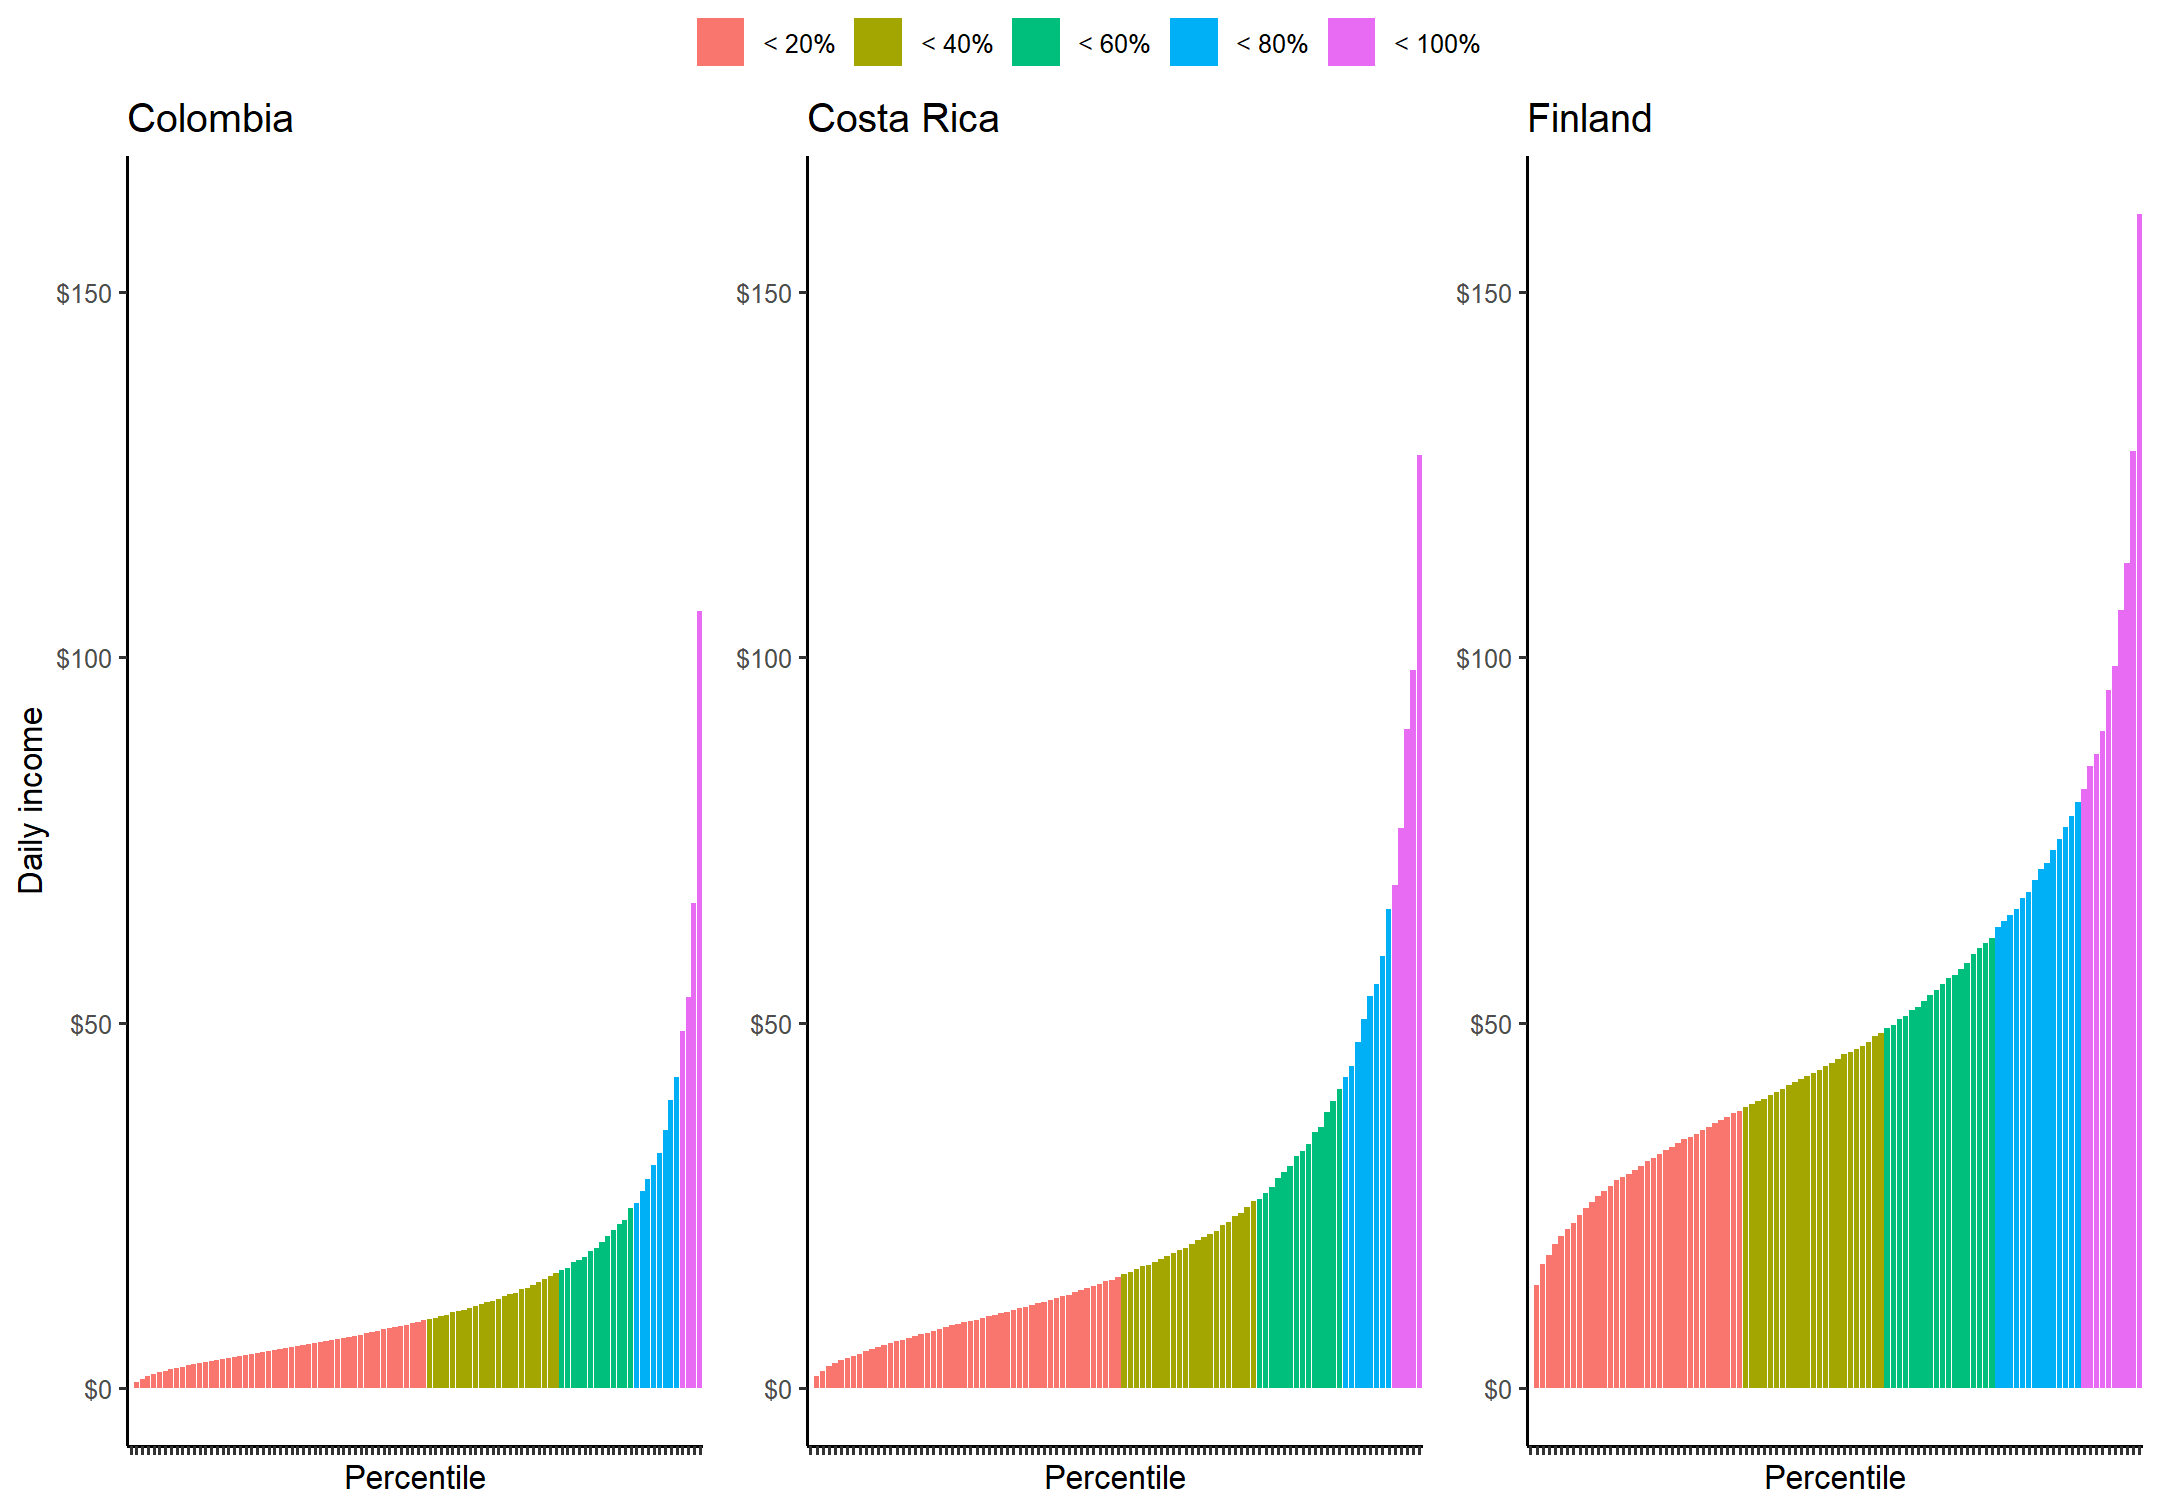 < 20% < 40% < 60% < 80% < 100%
Colombia
Costa Rica
Finland
Daily income
$150
$100
$50
$0
Percentile
$150
$100
$50
$0
Percentile
$150
$100
$50
$0
Percentile